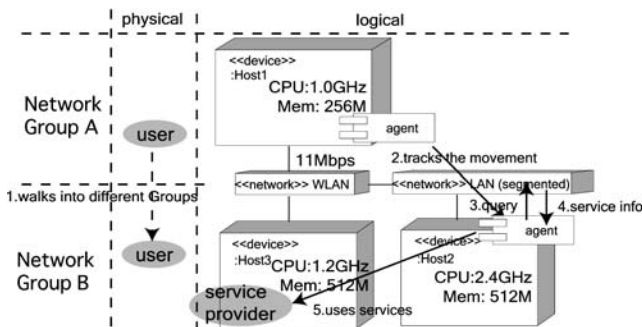 physical
logical
Network
Group A
user
<<device>>
:Host1
CPU:1.0GHz
Mem: 256M
agent
11Mbps
2.tracks the movement
<<network>> WLAN
<<network>> LAN (segmented)
1.walks into different Groups
3.query
4.service info
Network
Group B
user
<<device>>
:Host3
CPU:1.2GHz
Mem: 512M
service
provider
5.uses services
agent
<<device>>
:Host2
CPU:2.4GHz
Mem: 512M